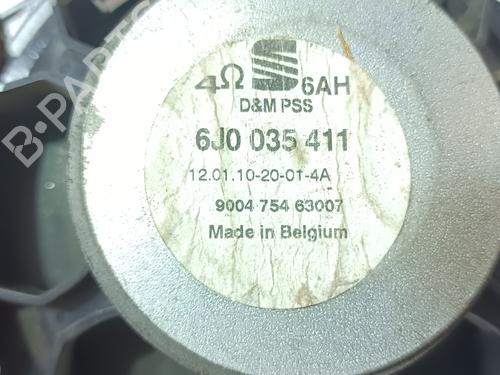 4Ω 6AH
D&M PSS
6J0 035 411
12.01.10-20-01-4A
9004 754 63007
Made in Belgium
B-PARTS